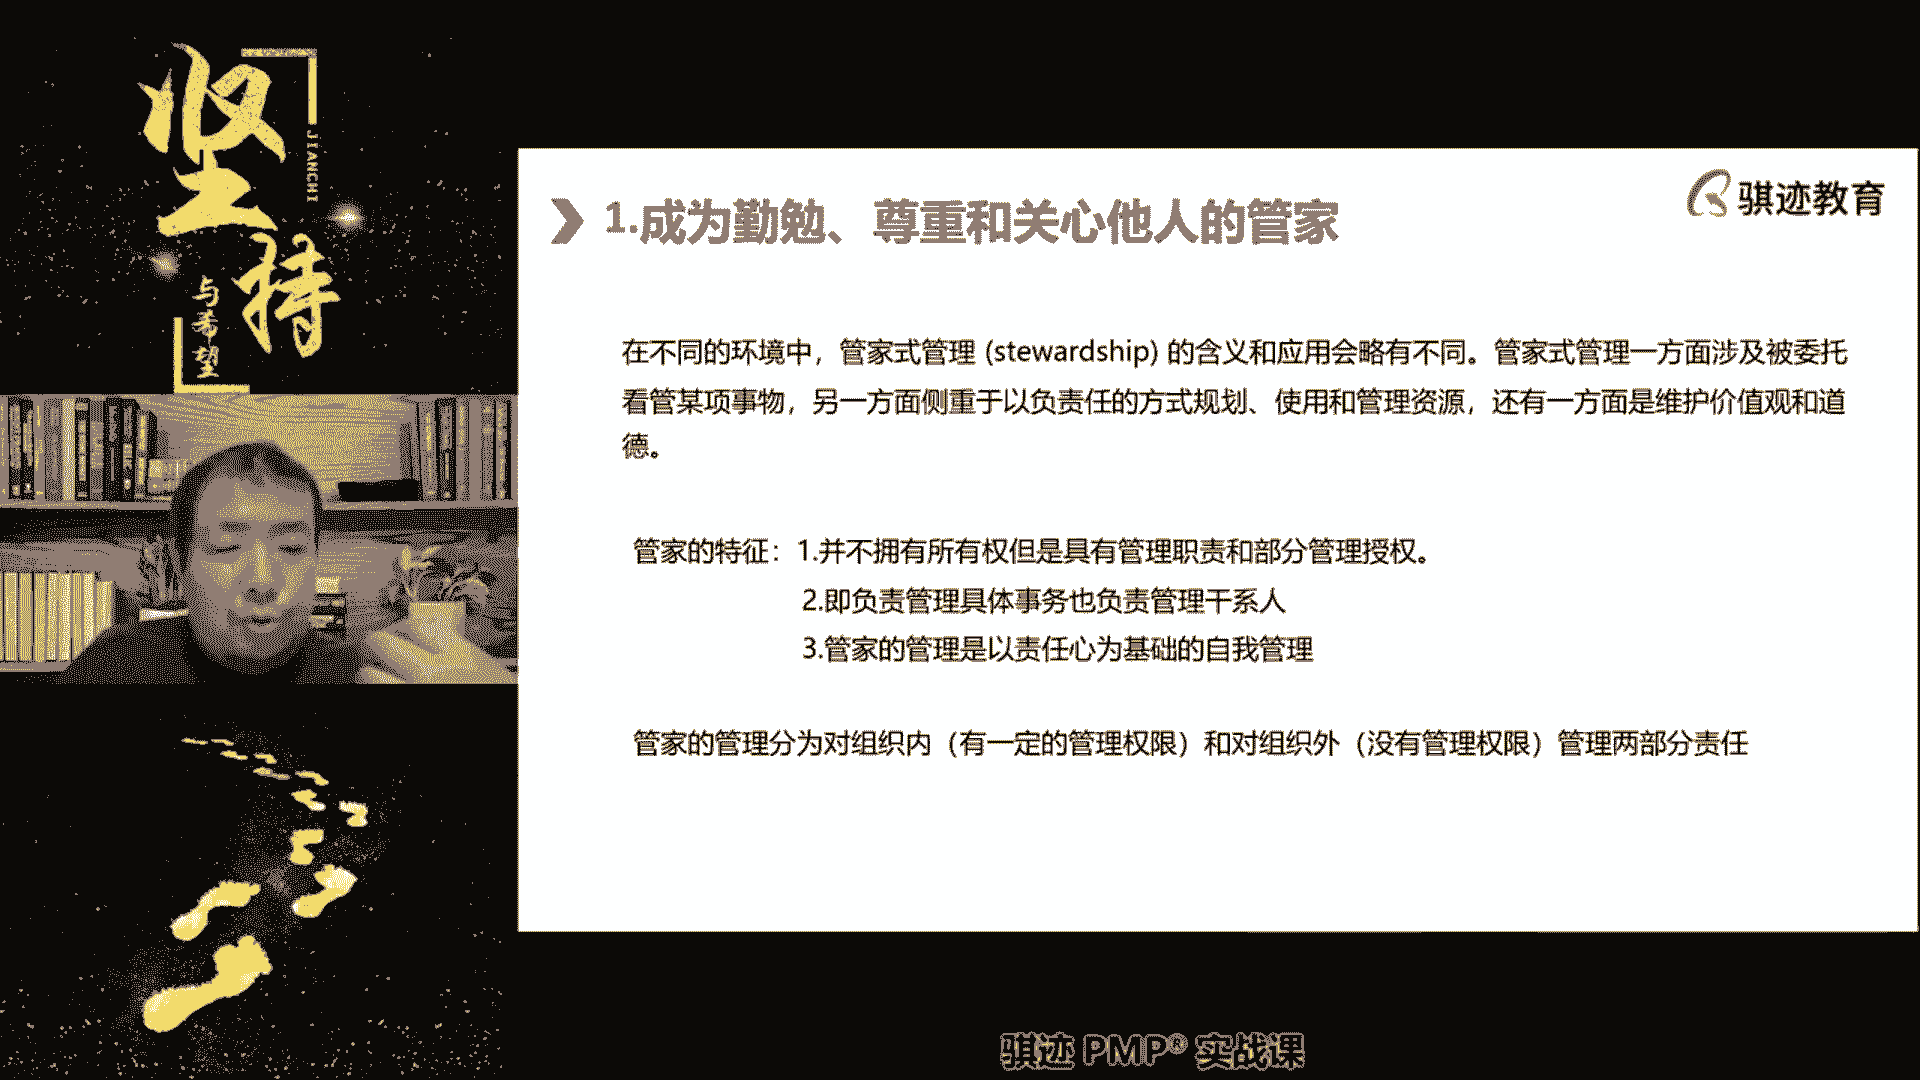 坚持
JIANCHI
与希望
骐迹教育
1.成为勤勉、尊重和关心他人的管家
在不同的环境中，管家式管理 (stewardship) 的含义和应用会略有不同。管家式管理一方面涉及被委托
看管某项事物，另一方面侧重于以负责任的方式规划、使用和管理资源，还有一方面是维护价值观和道
德。
管家的特征：1.并不拥有所有权但是具有管理职责和部分管理授权。
2.即负责管理具体事务也负责管理干系人
3.管家的管理是以责任心为基础的自我管理
管家的管理分为对组织内（有一定的管理权限）和对组织外（没有管理权限）管理两部分责任
骐迹 PMP® 实战课